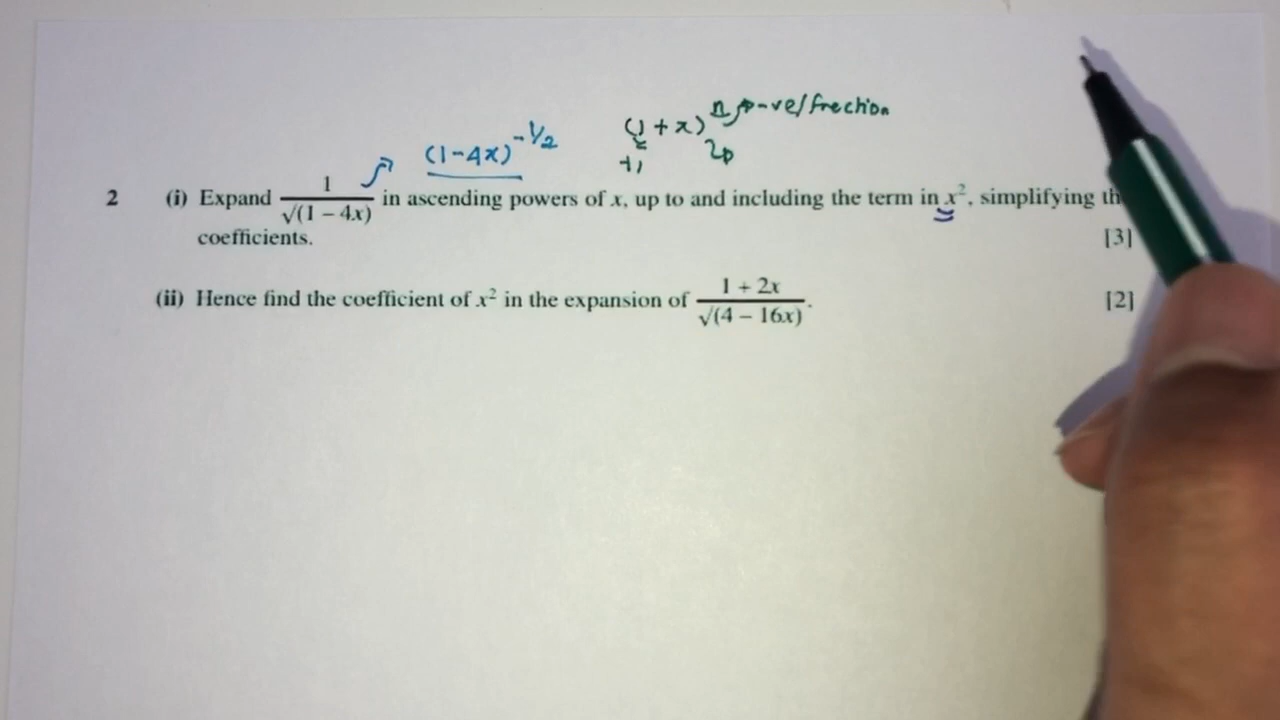 (1-4x)^-1/2 (1+x)^n -ve/fraction
+1
2 (i) Expand 1/√(1 – 4x) in ascending powers of x, up to and including the term in x², simplifying th
coefficients. [3]
(ii) Hence find the coefficient of x² in the expansion of (1 + 2x)/√(4 – 16x). [2]